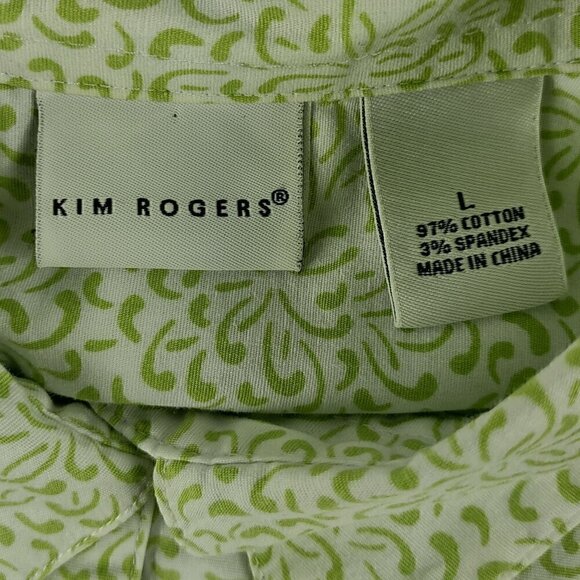 KIM ROGERS®
L
97% COTTON
3% SPANDEX
MADE IN CHINA